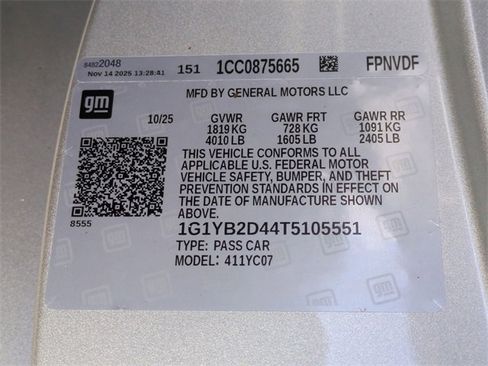 84822048
Nov 14 2025 13:28:41 151 1CC0875665 FPNVDF
MFD BY GENERAL MOTORS LLC
gm
10/25 GVWR GAWR FRT GAWR RR
1819 KG 728 KG 1091 KG
4010 LB 1605 LB 2405 LB
THIS VEHICLE CONFORMS TO ALL
APPLICABLE U.S. FEDERAL MOTOR
VEHICLE SAFETY, BUMPER, AND THEFT
PREVENTION STANDARDS IN EFFECT ON
THE DATE OF MANUFACTURE SHOWN
ABOVE.
8555
1G1YB2D44T5105551
TYPE: PASS CAR
MODEL: 411YC07